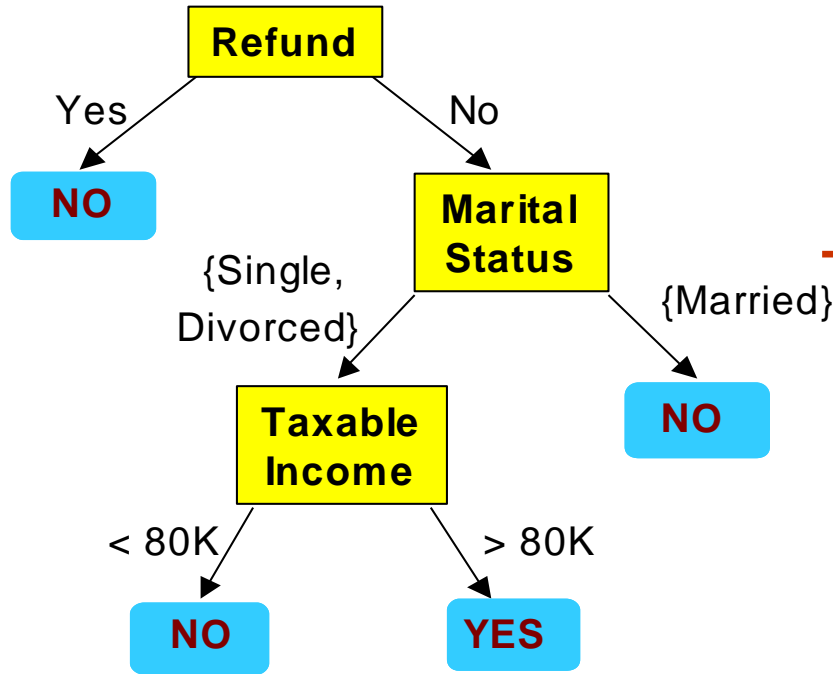 Refund
Yes
No
NO
Marital
Status
{Single,
Divorced}
{Married}
Taxable
Income
NO
< 80K
> 80K
NO
YES